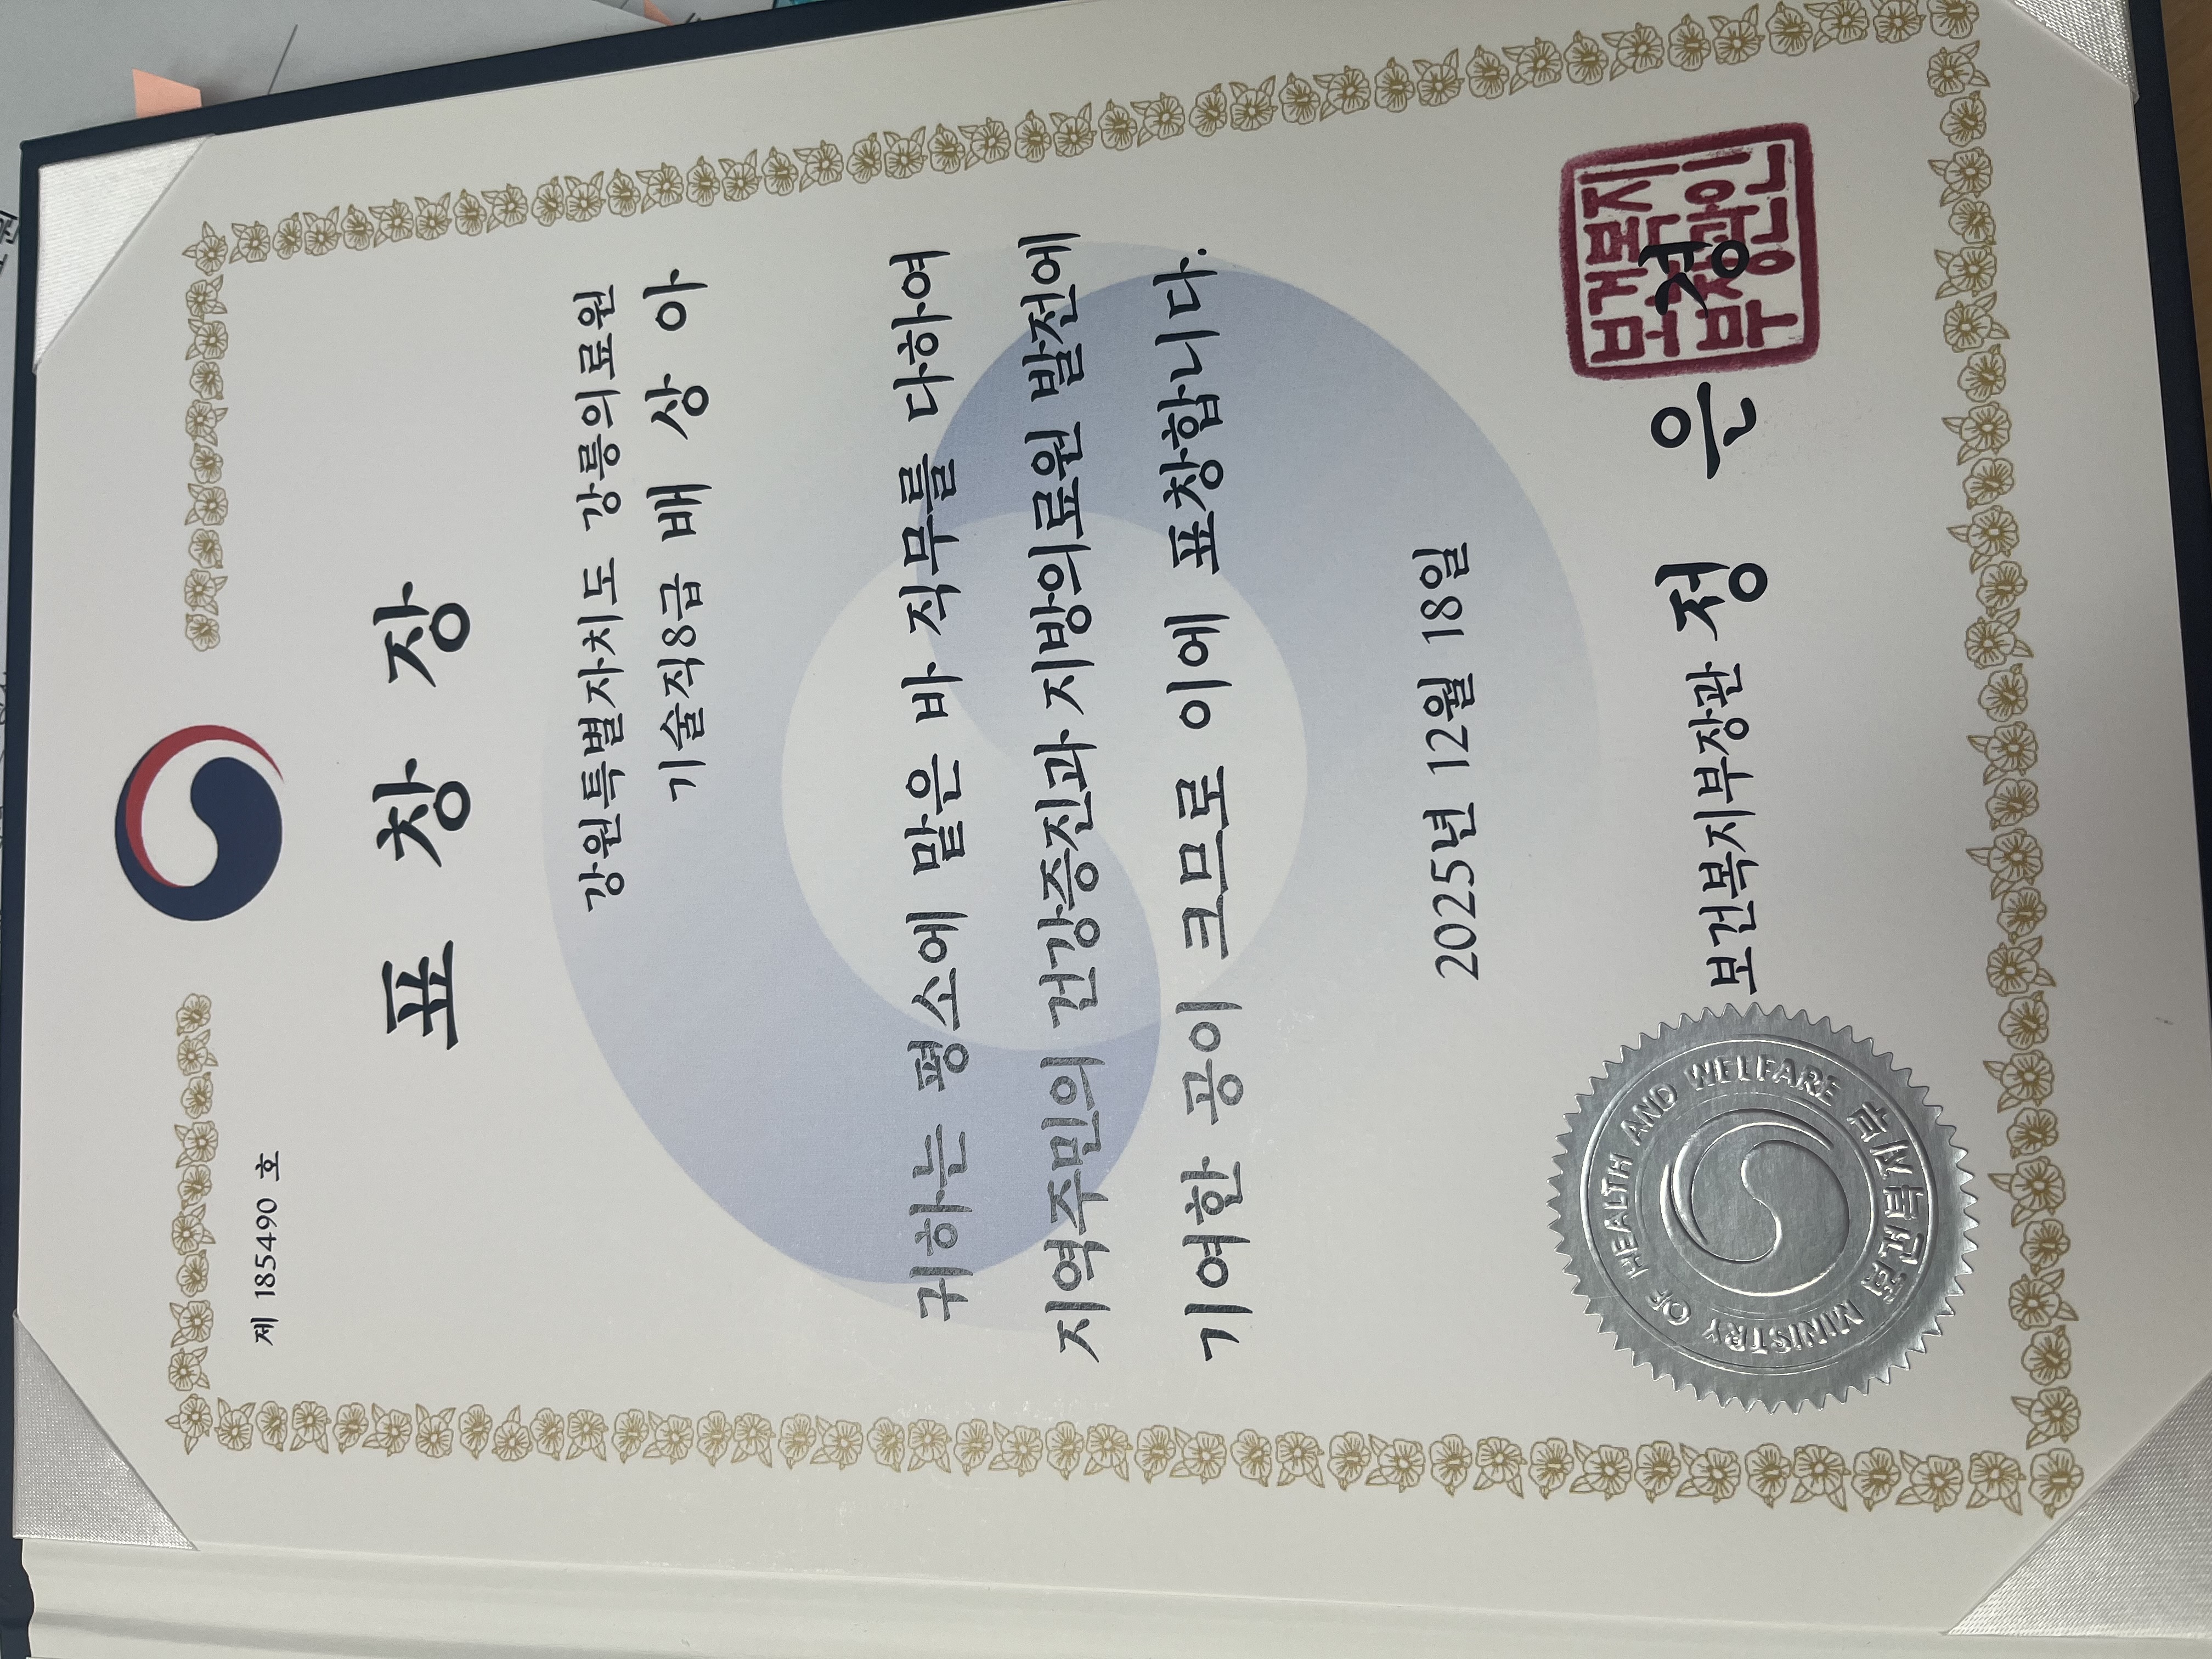 제 185490 호
표 창 장
강원특별자치도 강릉의료원
기술직8급 배 상 아
귀하는 평소에 맡은 바 직무를 다하여
지역주민의 건강증진과 지방의료원 발전에
기여한 공이 크므로 이에 표창합니다.
2025년 12월 18일
보건복지부장관 정 은 경
MINISTRY OF HEALTH AND WELFARE